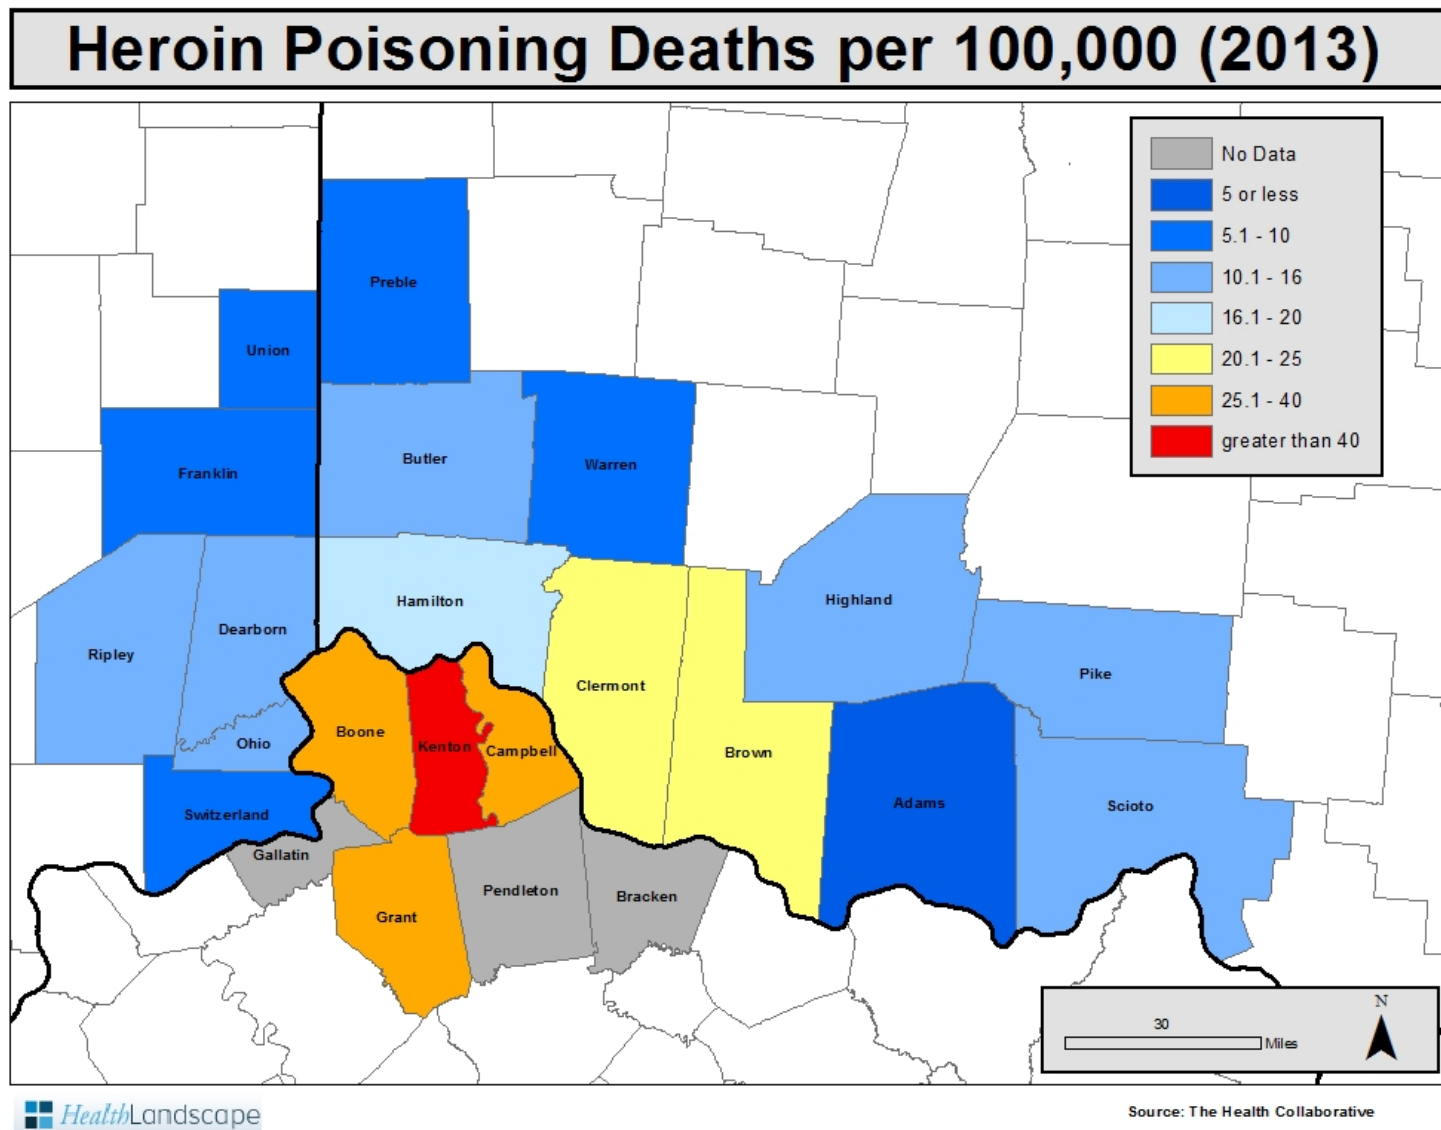 Heroin Poisoning Deaths per 100,000 (2013)
No Data
5 or less
5.1 - 10
10.1 - 16
16.1 - 20
20.1 - 25
25.1 - 40
greater than 40
Preble
Union
Franklin
Butler
Warren
Hamilton
Highland
Dearborn
Ripley
Clermont
Pike
Boone
Kenton
Campbell
Ohio
Brown
Adams
Scioto
Switzerland
Gallatin
Pendleton
Bracken
Grant
30
Miles
N
HealthLandscape
Source: The Health Collaborative